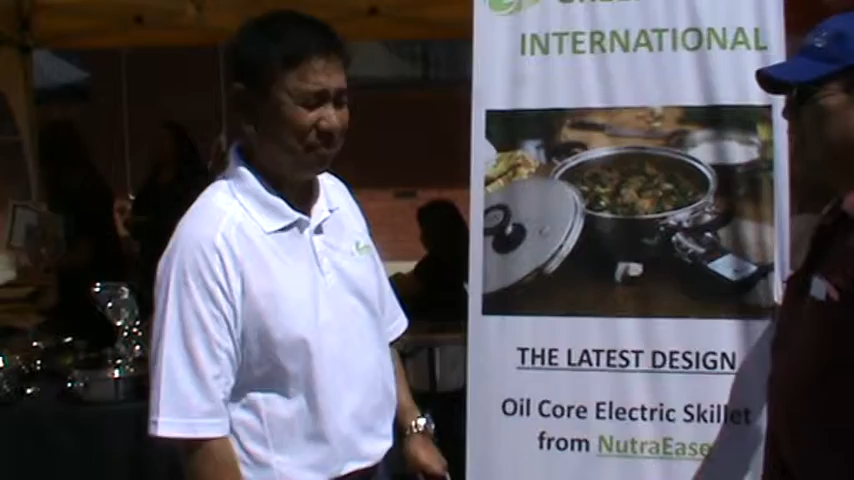 INTERNATIONAL
THE LATEST DESIGN
Oil Core Electric Skillet
from NutraEase